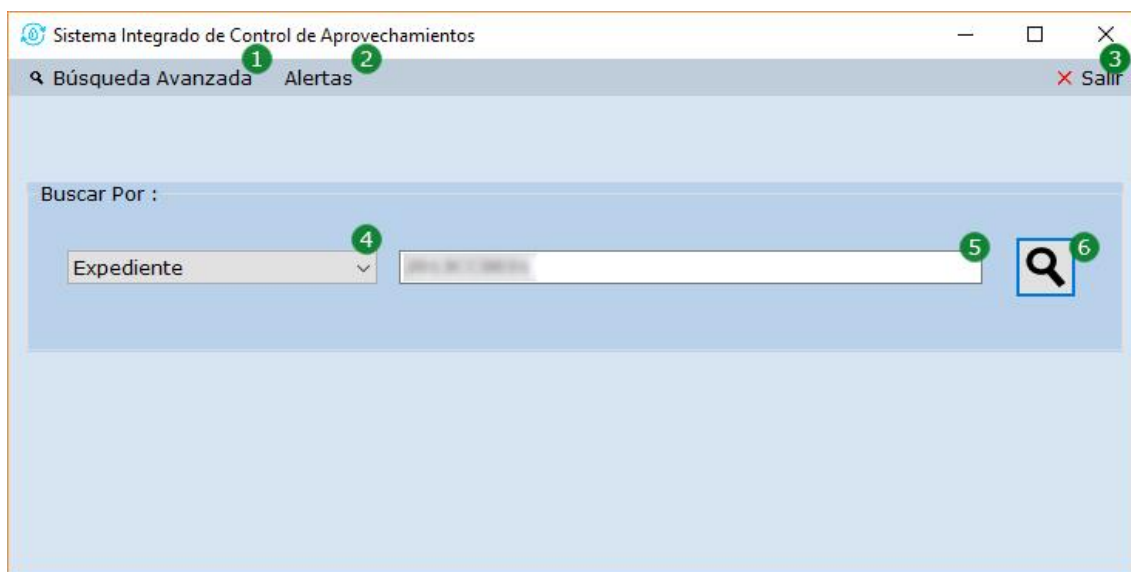 Sistema Integrado de Control de Aprovechamientos
1 2 3
Búsqueda Avanzada Alertas Salir
Buscar Por :
4 5 6
Expediente